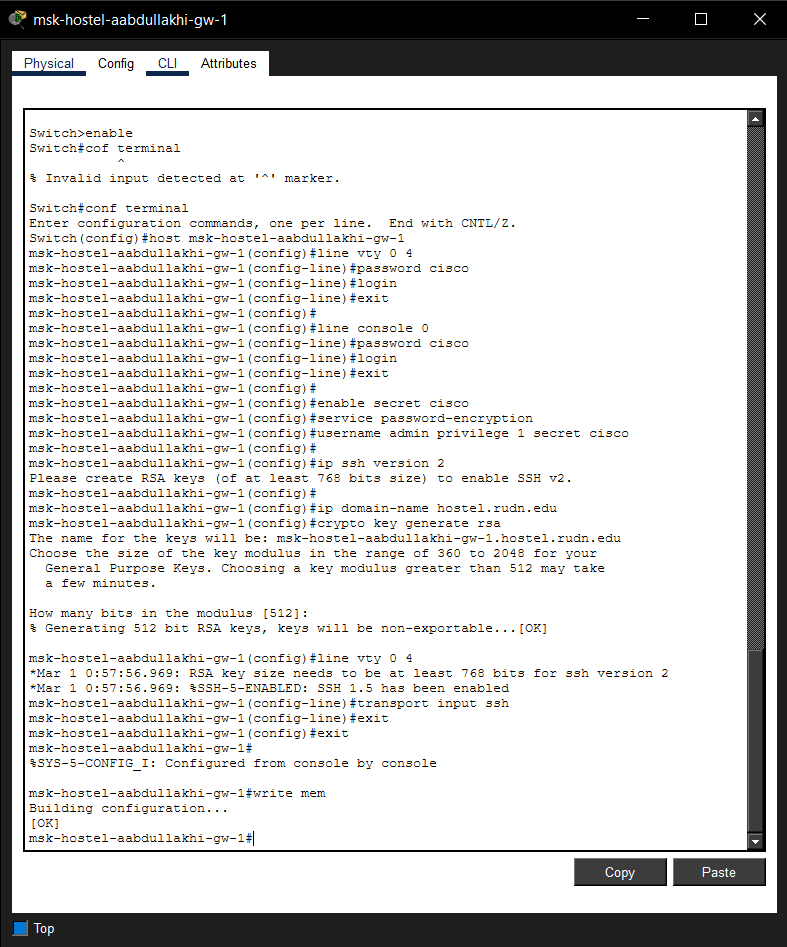 msk-hostel-aabdullakhi-gw-1
Physical Config CLI Attributes
Switch>enable
Switch#cof terminal
^
% Invalid input detected at '^' marker.
Switch#conf terminal
Enter configuration commands, one per line.  End with CNTL/Z.
Switch(config)#host msk-hostel-aabdullakhi-gw-1
msk-hostel-aabdullakhi-gw-1(config)#line vty 0 4
msk-hostel-aabdullakhi-gw-1(config-line)#password cisco
msk-hostel-aabdullakhi-gw-1(config-line)#login
msk-hostel-aabdullakhi-gw-1(config-line)#exit
msk-hostel-aabdullakhi-gw-1(config)#
msk-hostel-aabdullakhi-gw-1(config)#line console 0
msk-hostel-aabdullakhi-gw-1(config-line)#password cisco
msk-hostel-aabdullakhi-gw-1(config-line)#login
msk-hostel-aabdullakhi-gw-1(config-line)#exit
msk-hostel-aabdullakhi-gw-1(config)#
msk-hostel-aabdullakhi-gw-1(config)#enable secret cisco
msk-hostel-aabdullakhi-gw-1(config)#service password-encryption
msk-hostel-aabdullakhi-gw-1(config)#username admin privilege 1 secret cisco
msk-hostel-aabdullakhi-gw-1(config)#
msk-hostel-aabdullakhi-gw-1(config)#ip ssh version 2
Please create RSA keys (of at least 768 bits size) to enable SSH v2.
msk-hostel-aabdullakhi-gw-1(config)#
msk-hostel-aabdullakhi-gw-1(config)#ip domain-name hostel.rudn.edu
msk-hostel-aabdullakhi-gw-1(config)#crypto key generate rsa
The name for the keys will be: msk-hostel-aabdullakhi-gw-1.hostel.rudn.edu
Choose the size of the key modulus in the range of 360 to 2048 for your
General Purpose Keys. Choosing a key modulus greater than 512 may take
a few minutes.
How many bits in the modulus [512]:
% Generating 512 bit RSA keys, keys will be non-exportable...[OK]
msk-hostel-aabdullakhi-gw-1(config)#line vty 0 4
*Mar 1 0:57:56.969: RSA key size needs to be at least 768 bits for ssh version 2
*Mar 1 0:57:56.969: %SSH-5-ENABLED: SSH 1.5 has been enabled
msk-hostel-aabdullakhi-gw-1(config-line)#transport input ssh
msk-hostel-aabdullakhi-gw-1(config-line)#exit
msk-hostel-aabdullakhi-gw-1(config)#exit
msk-hostel-aabdullakhi-gw-1#
%SYS-5-CONFIG_I: Configured from console by console
msk-hostel-aabdullakhi-gw-1#write mem
Building configuration...
[OK]
msk-hostel-aabdullakhi-gw-1#
Copy Paste
Top